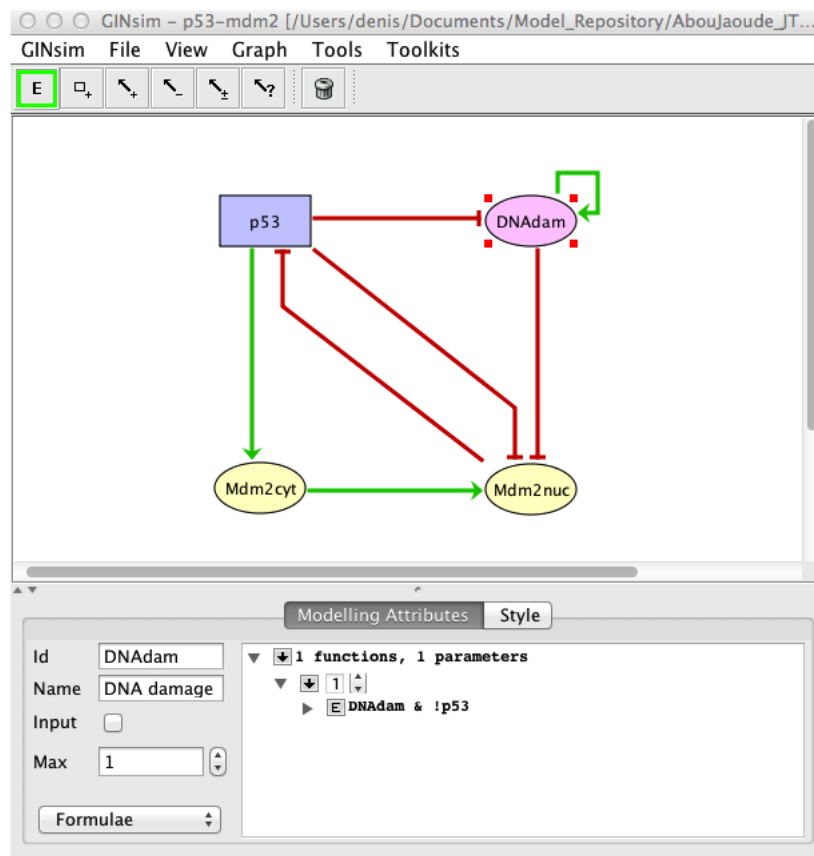 GINsim - p53-mdm2 [/Users/denis/Documents/Model_Repository/AbouJaoude_JT...
GINsim File View Graph Tools Toolkits
E + + - ± ?
p53
DNAdam
Mdm2cyt
Mdm2nuc
Modelling Attributes Style
Id DNAdam
Name DNA damage
Input
Max 1
Formulae
1 functions, 1 parameters
1
E DNAdam & !p53